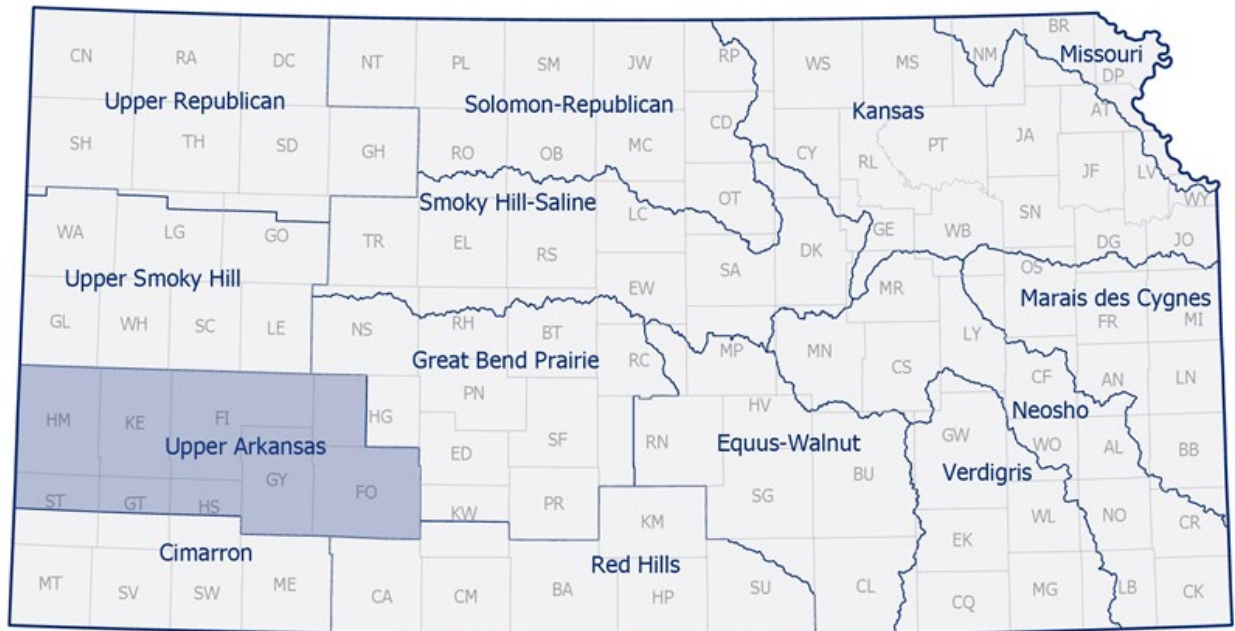 BR
CN RA DC NT PL SM JW RP WS MS NM Missouri
DP
Upper Republican Solomon-Republican Kansas AT
CD
SH TH SD GH RO OB MC CY RL PT JA JF LV
Smoky Hill-Saline OT WY
LC SN
WA LG GO TR EL RS GE WB DG JO
DK
SA OS
Upper Smoky Hill EW MR Marais des Cygnes
GL WH SC LE NS RH BT LY FR MI
Great Bend Prairie RC MP MN CS
PN CF AN LN
HM KE FI HG HV Neosho
Upper Arkansas SF RN Equus-Walnut GW WO AL BB
ED BU Verdigris
GY FO SG
ST GT HS KW PR KM WL NO CR
Cimarron Red Hills EK
MT SV SW ME CA CM BA HP SU CL CQ MG LB CK